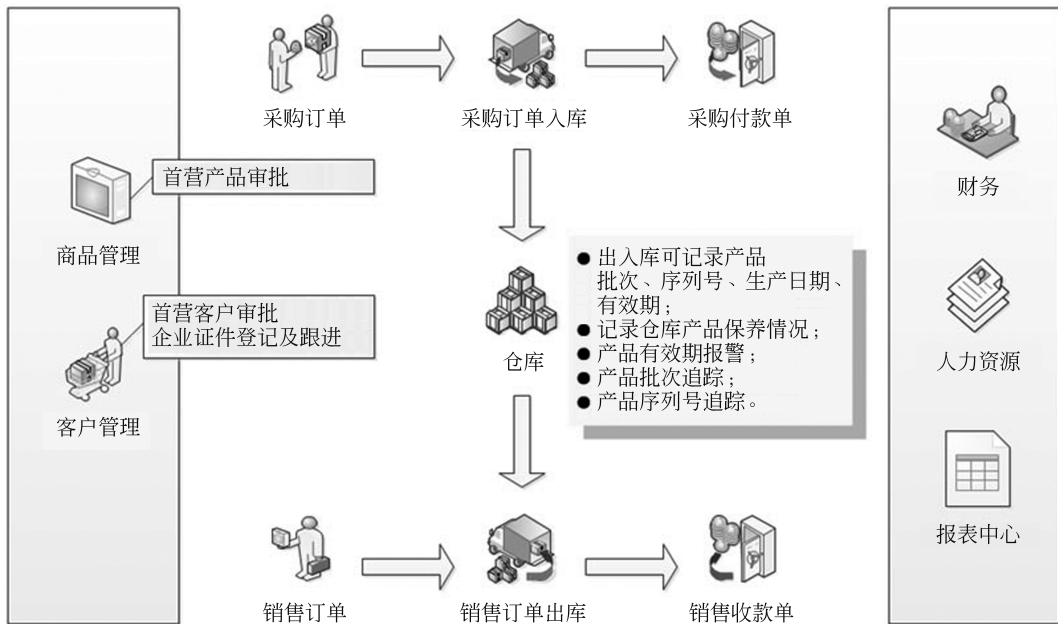 采购订单
采购订单入库
采购付款单
首营产品审批
商品管理
首营客户审批
企业证件登记及跟进
客户管理
仓库
● 出入库可记录产品
批次、序列号、生产日期、
有效期；
● 记录仓库产品保养情况；
● 产品有效期报警；
● 产品批次追踪；
● 产品序列号追踪。
财务
人力资源
报表中心
销售订单
销售订单出库
销售收款单